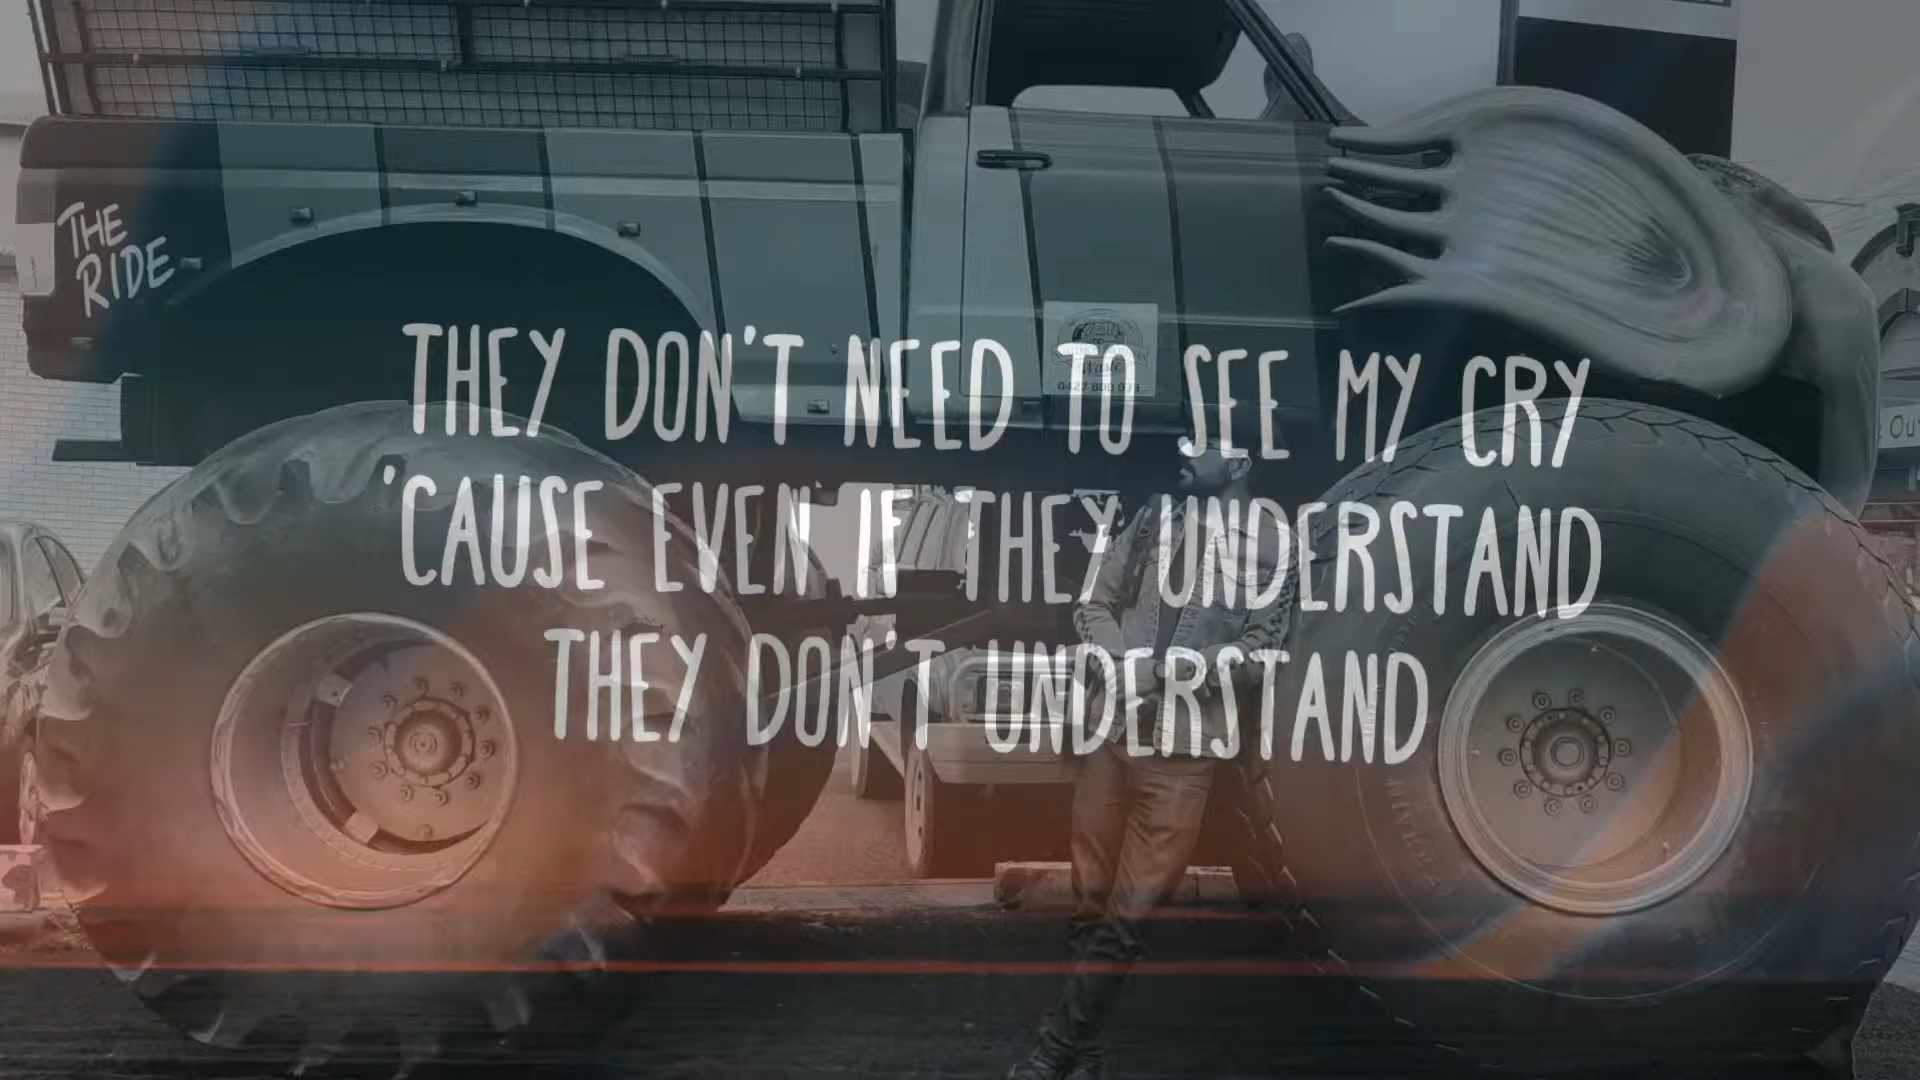 THE
RIDE
THEY DON'T NEED TO SEE MY CRY
'CAUSE EVEN IF THEY UNDERSTAND
THEY DON'T UNDERSTAND